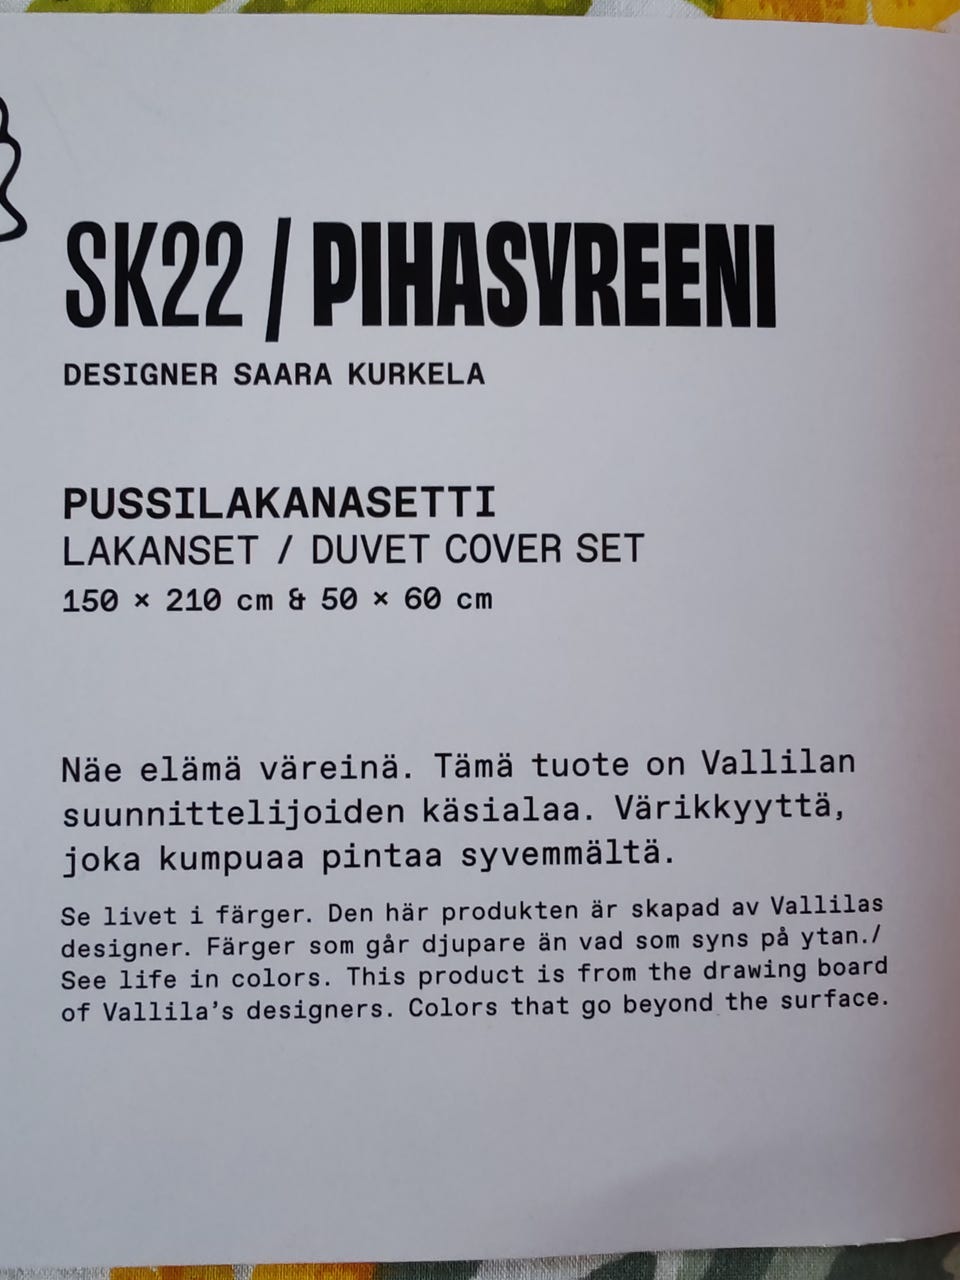 SK22 / PIHASYREENI
DESIGNER SAARA KURKELA
PUSSILAKANASETTI
LAKANSET / DUVET COVER SET
150 × 210 cm & 50 × 60 cm
Näe elämä väreinä. Tämä tuote on Vallilan
suunnittelijoiden käsialaa. Värikkyyttä,
joka kumpuaa pintaa syvemmältä.
Se livet i färger. Den här produkten är skapad av Vallilas
designer. Färger som går djupare än vad som syns på ytan./
See life in colors. This product is from the drawing board
of Vallila’s designers. Colors that go beyond the surface.